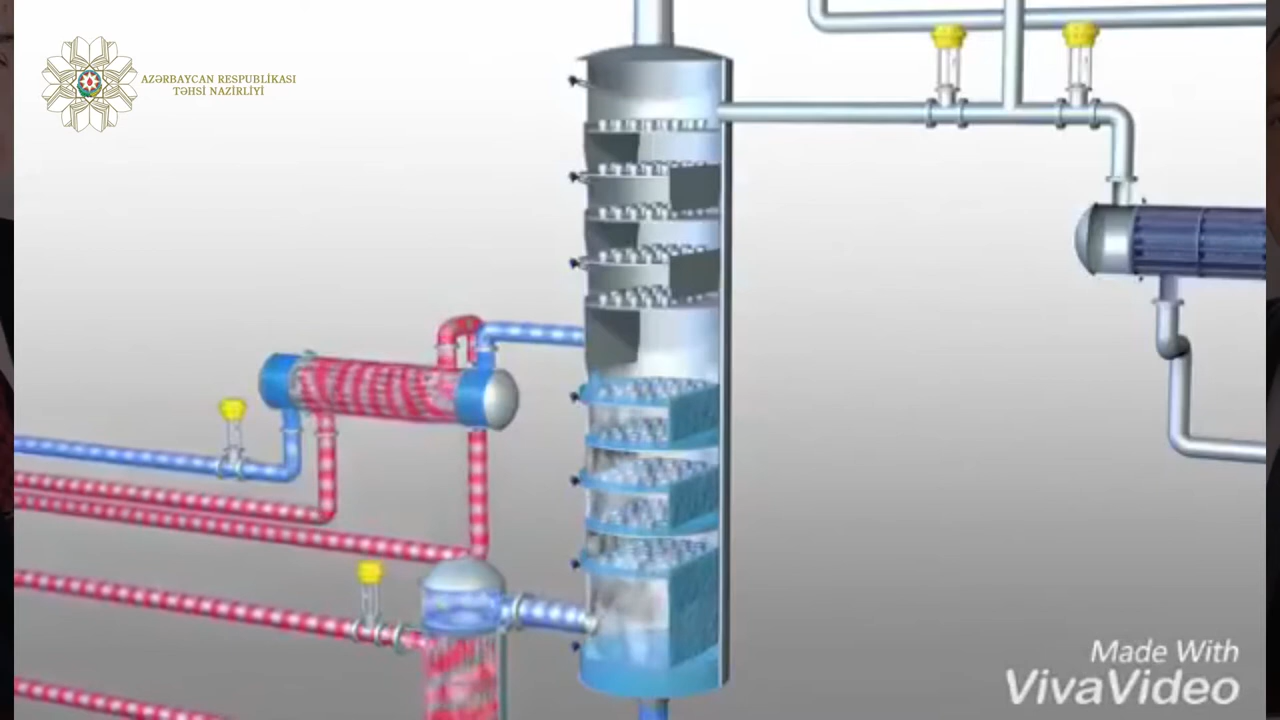 AZƏRBAYCAN RESPUBLİKASI
TƏHSİ NAZİRLİYİ
Made With
VivaVideo